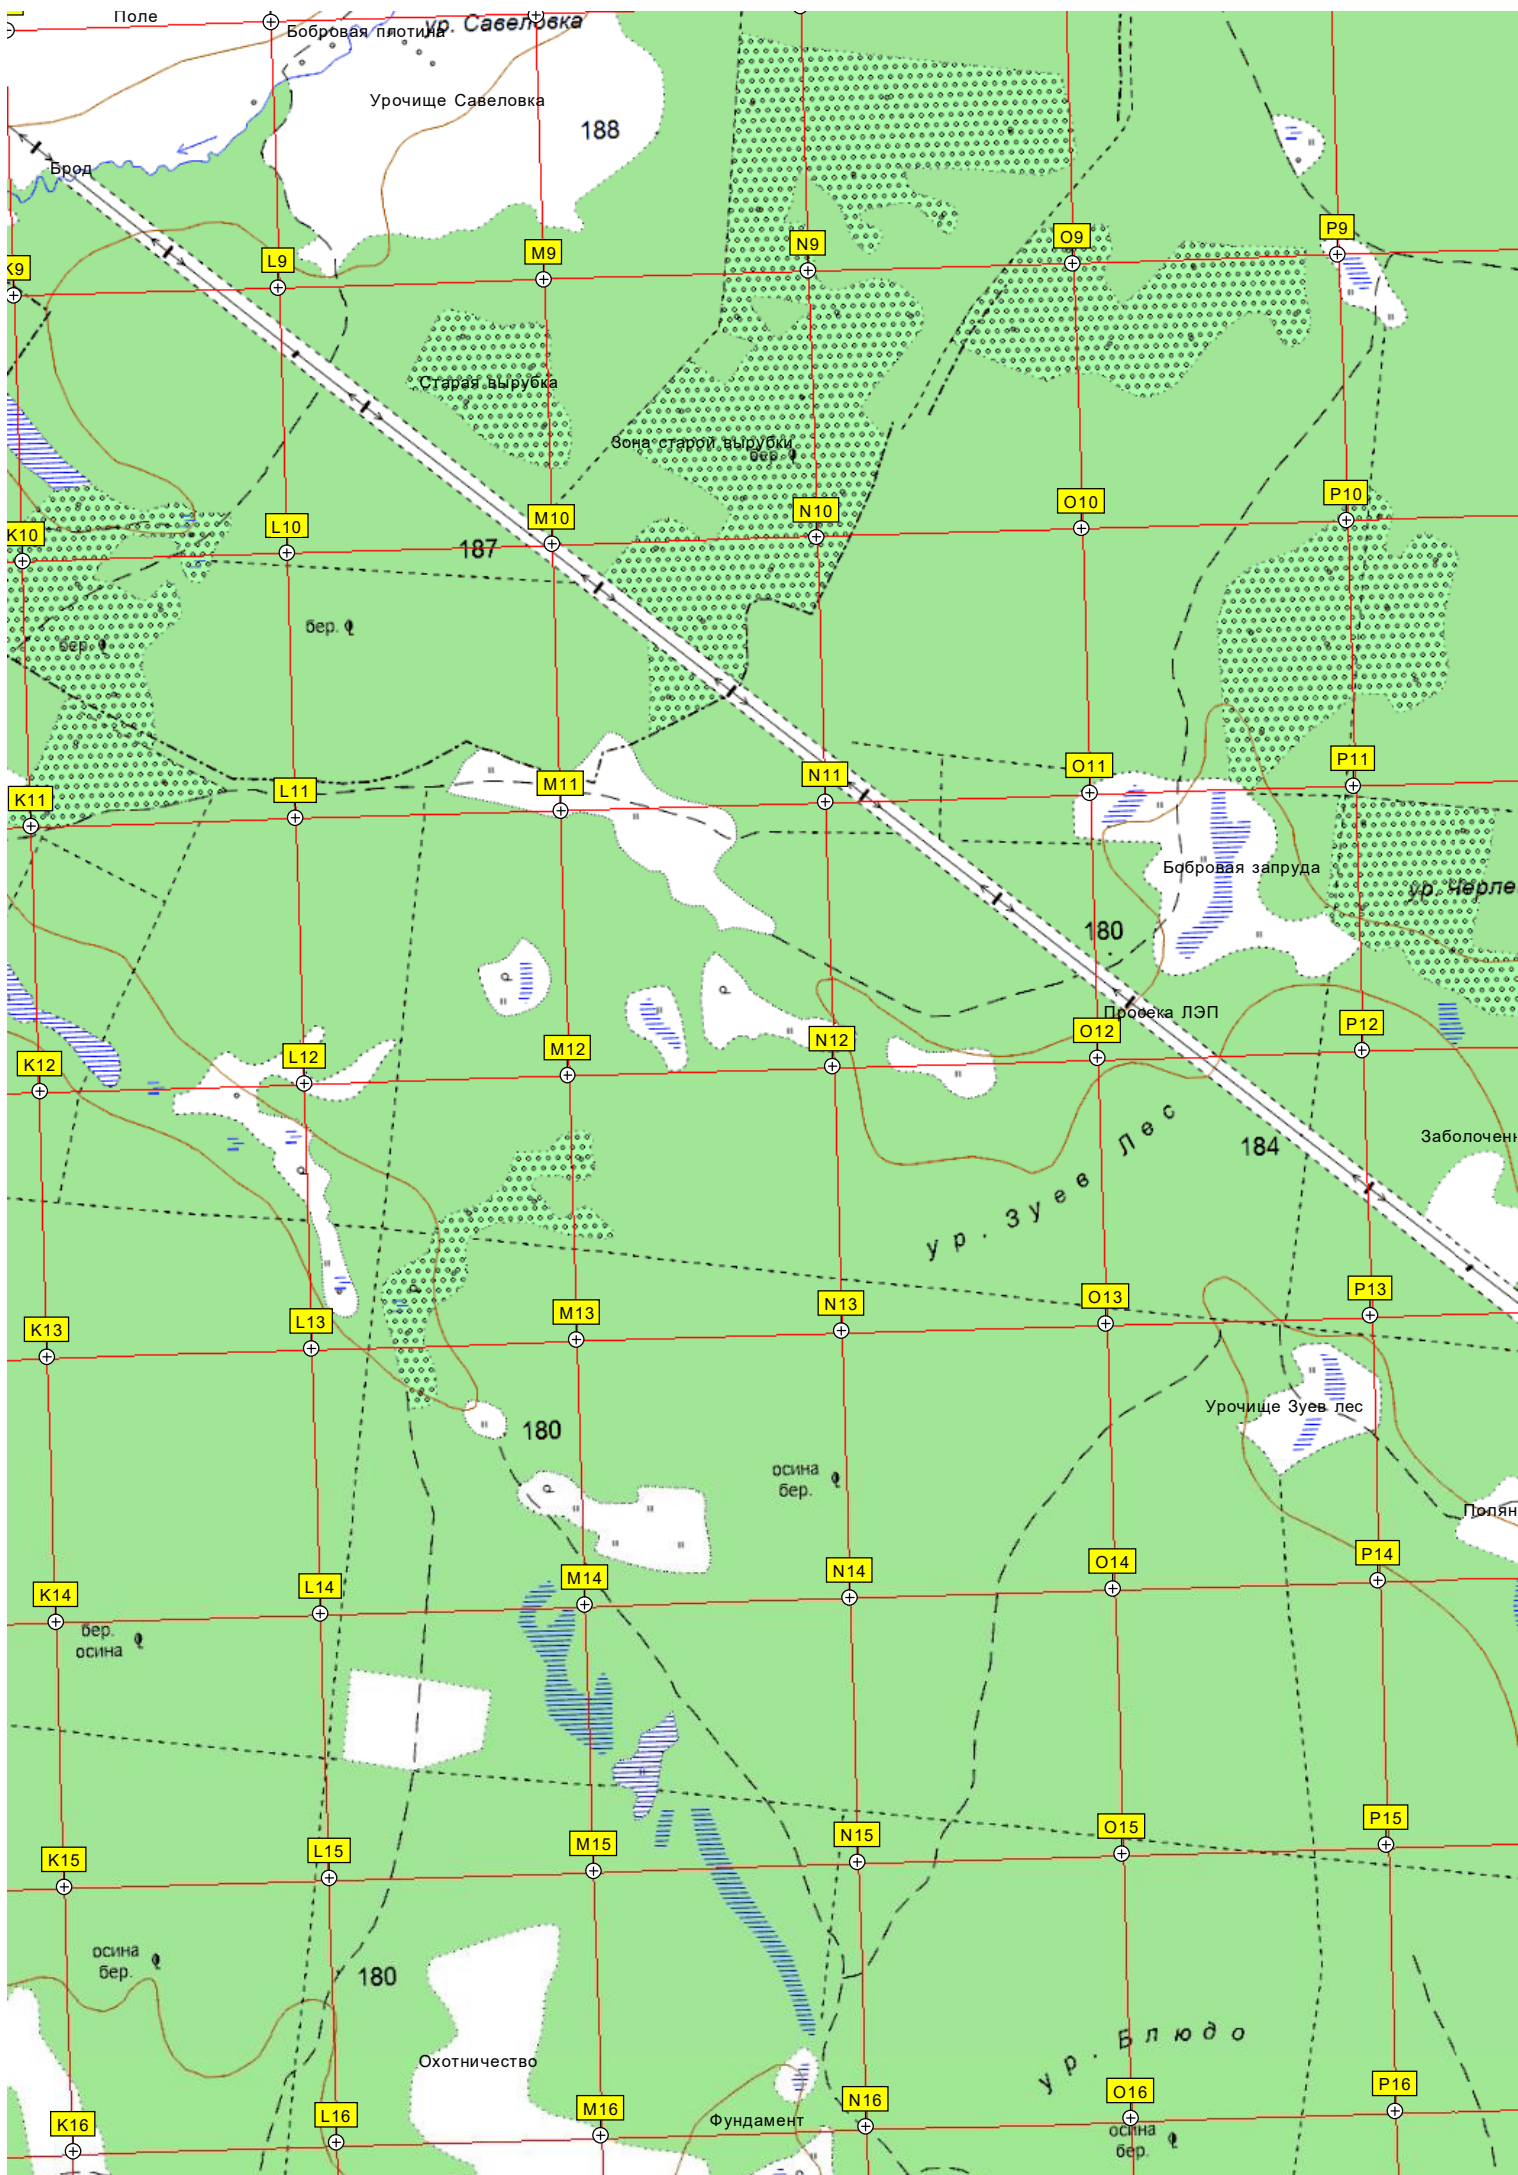 Поле
Бобровая плотина
ур. Савеловка
Урочище Савеловка
188
Брод
P9
O9
N9
M9
L9
K9
Старая вырубка
Зона старой вырубки
бер.
P10
O10
N10
M10
L10
K10
187
бер.
бер.
P11
O11
N11
M11
L11
K11
Бобровая запруда
180
Просека ЛЭП
P12
O12
N12
M12
L12
K12
ур. Зуев Лес
184
P13
O13
N13
M13
L13
K13
Урочище Зуев лес
180
осина
бер.
P14
O14
N14
M14
L14
K14
бер.
осина
P15
O15
N15
M15
L15
K15
осина
бер.
180
ур. Блюдо
Охотничество
P16
O16
N16
M16
L16
K16
Фундамент
осина
бер.